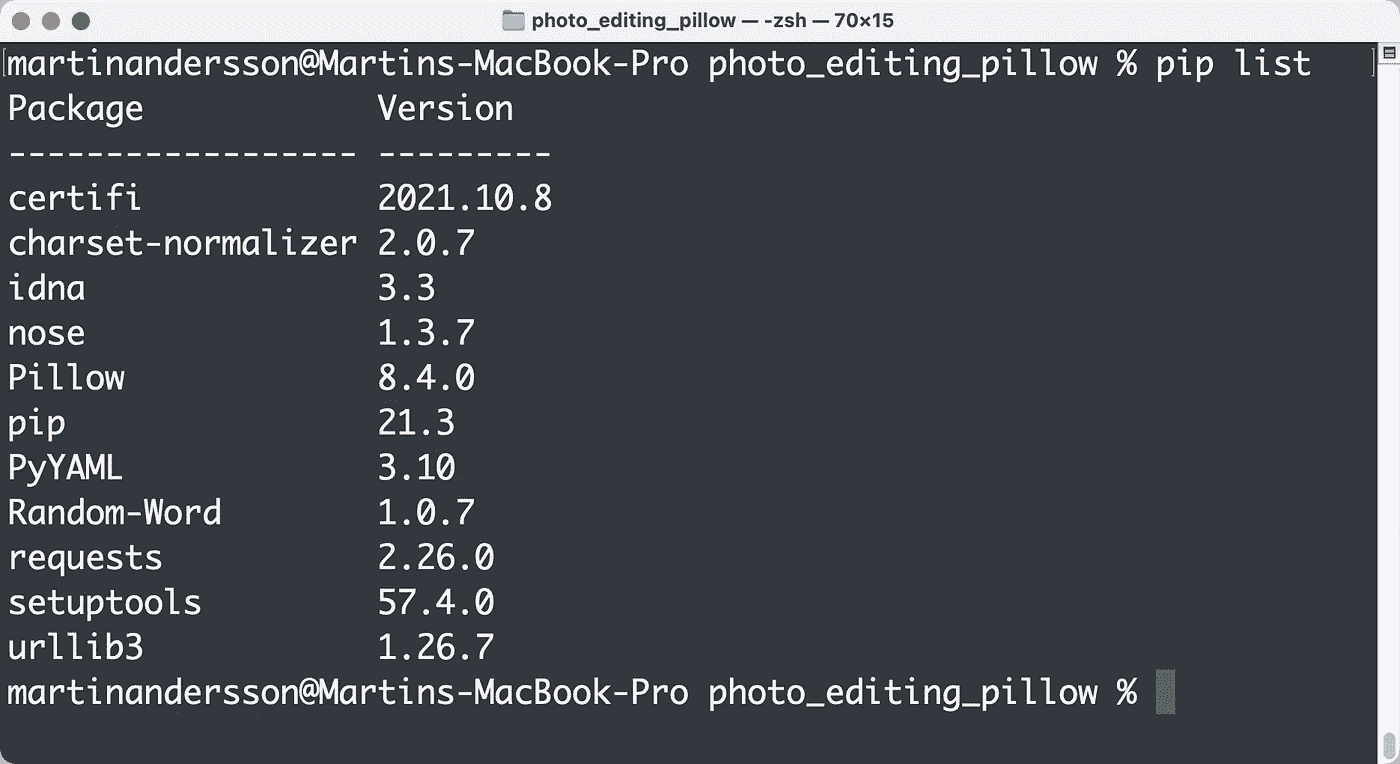 photo_editing_pillow — -zsh — 70×15
[martinandersson@Martins-MacBook-Pro photo_editing_pillow % pip list ]
Package            Version
------------------ ---------
certifi            2021.10.8
charset-normalizer 2.0.7
idna               3.3
nose               1.3.7
Pillow             8.4.0
pip                21.3
PyYAML             3.10
Random-Word        1.0.7
requests           2.26.0
setuptools         57.4.0
urllib3            1.26.7
martinandersson@Martins-MacBook-Pro photo_editing_pillow %